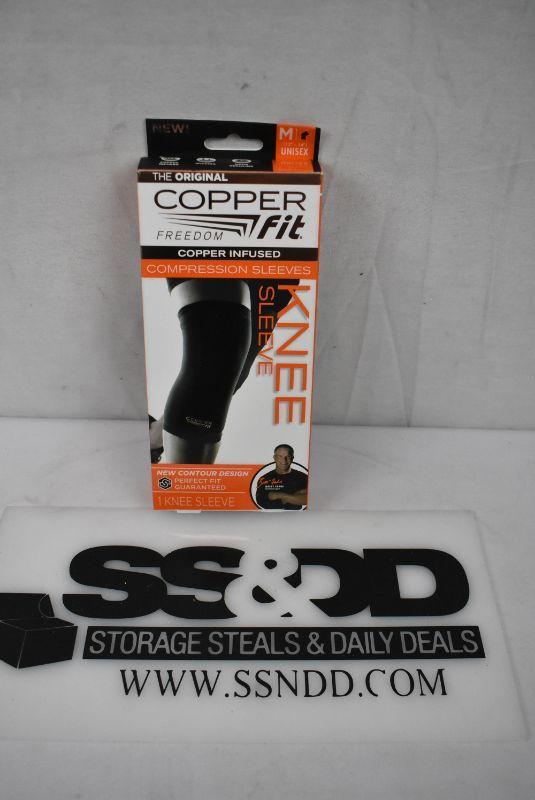 NEW!
M
UNISEX
THE ORIGINAL
COPPER
FREEDOM fit
COPPER INFUSED
COMPRESSION SLEEVES
KNEE
SLEEVE
NEW CONTOUR DESIGN
PERFECT FIT
GUARANTEED
1 KNEE SLEEVE
SS&DD
STORAGE STEALS & DAILY DEALS
WWW.SSNDD.COM